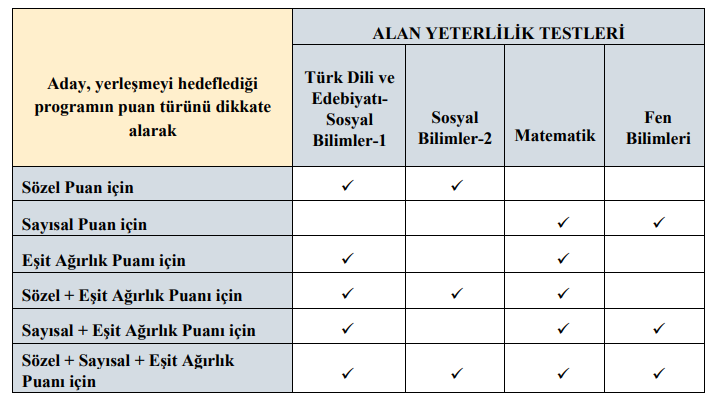 ALAN YETERLİLİK TESTLERİ
Aday, yerleşmeyi hedeflediği
programın puan türünü dikkate
alarak
Türk Dili ve
Edebiyatı-
Sosyal
Bilimler-1
Sosyal
Bilimler-2
Matematik
Fen
Bilimleri
Sözel Puan için ✓ ✓
Sayısal Puan için ✓ ✓
Eşit Ağırlık Puanı için ✓ ✓
Sözel + Eşit Ağırlık Puanı için ✓ ✓ ✓
Sayısal + Eşit Ağırlık Puanı için ✓ ✓ ✓
Sözel + Sayısal + Eşit Ağırlık
Puanı için ✓ ✓ ✓ ✓